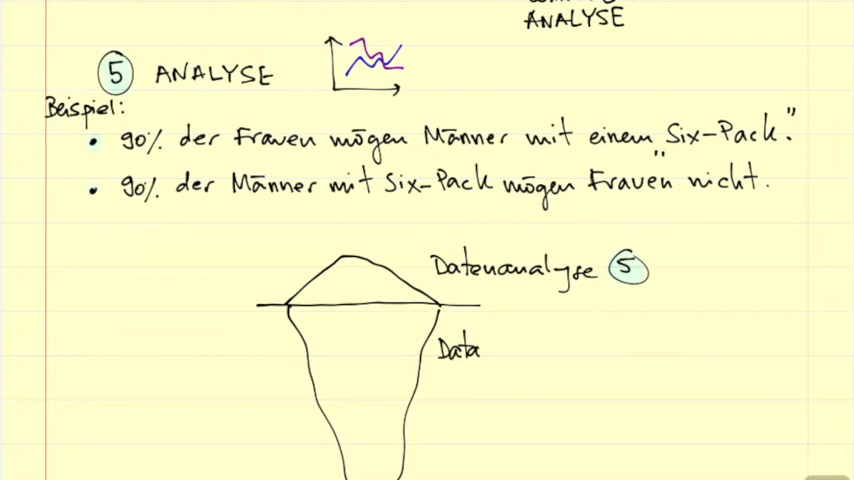 ANALYSE
5 ANALYSE
Beispiel:
• 90% der Frauen mögen Männer mit einem "Six-Pack."
• 90% der Männer mit Six-Pack mögen Frauen nicht.
Datenanalyse 5
Data